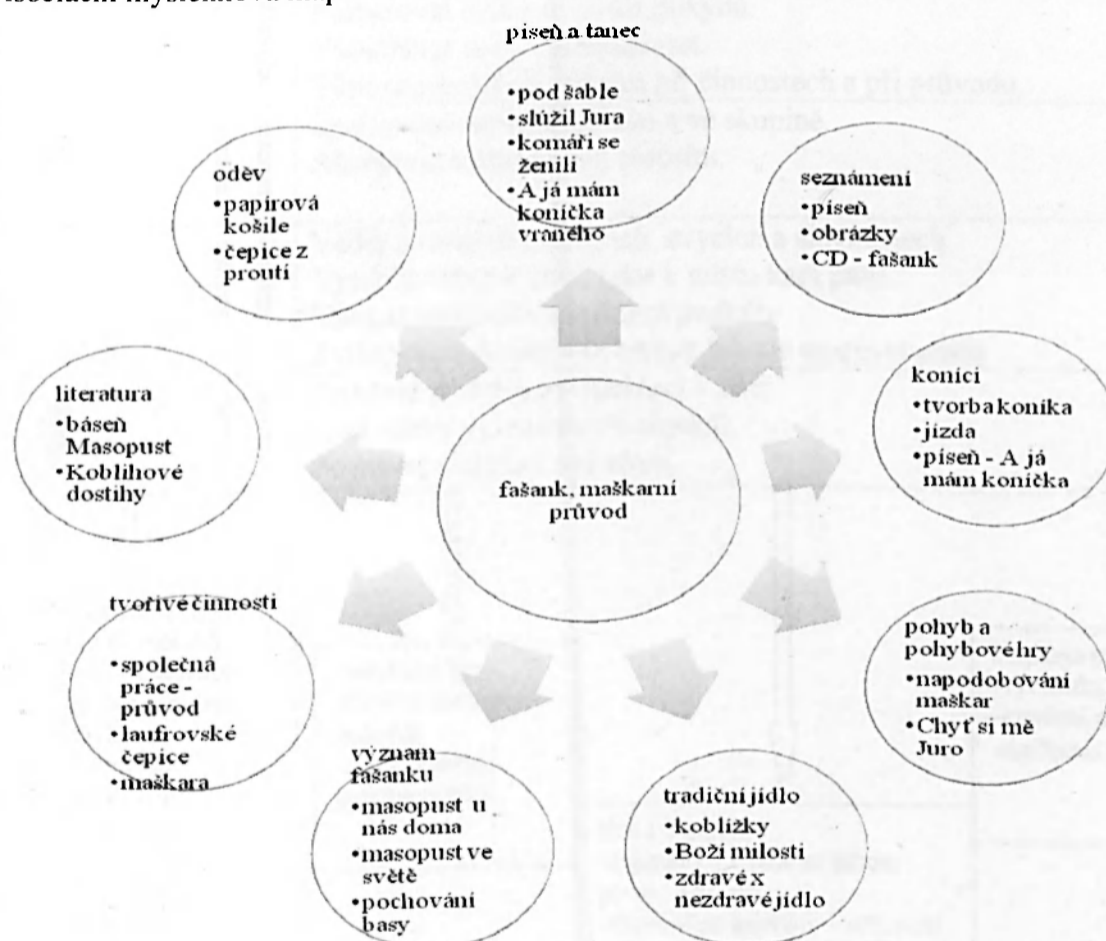 píseň a tanec
•pod šable
•slúžil Jura
•komáři se
ženili
•A já mám
koníčka
vraného
seznámení
•píseň
•obrázky
•CD - fašank
koníci
•tvorba koníka
•jízda
•píseň - A já
mám koníčka
pohyb a
pohybové hry
•napodobování
maškar
•Chyť si mě
Juro
tradiční jídlo
•koblížky
•Boží milosti
•zdravé x
nezdravé jídlo
význam
fašanku
•masopust u
nás doma
•masopust ve
světě
•pochování
basy
tvořivé činnosti
•společná
práce -
průvod
•laufrovské
čepice
•maškara
literatura
•báseň
Masopust
•Koblihové
dostihy
oděv
•papírová
košile
•čepice z
proutí
fašank, maškarní
průvod